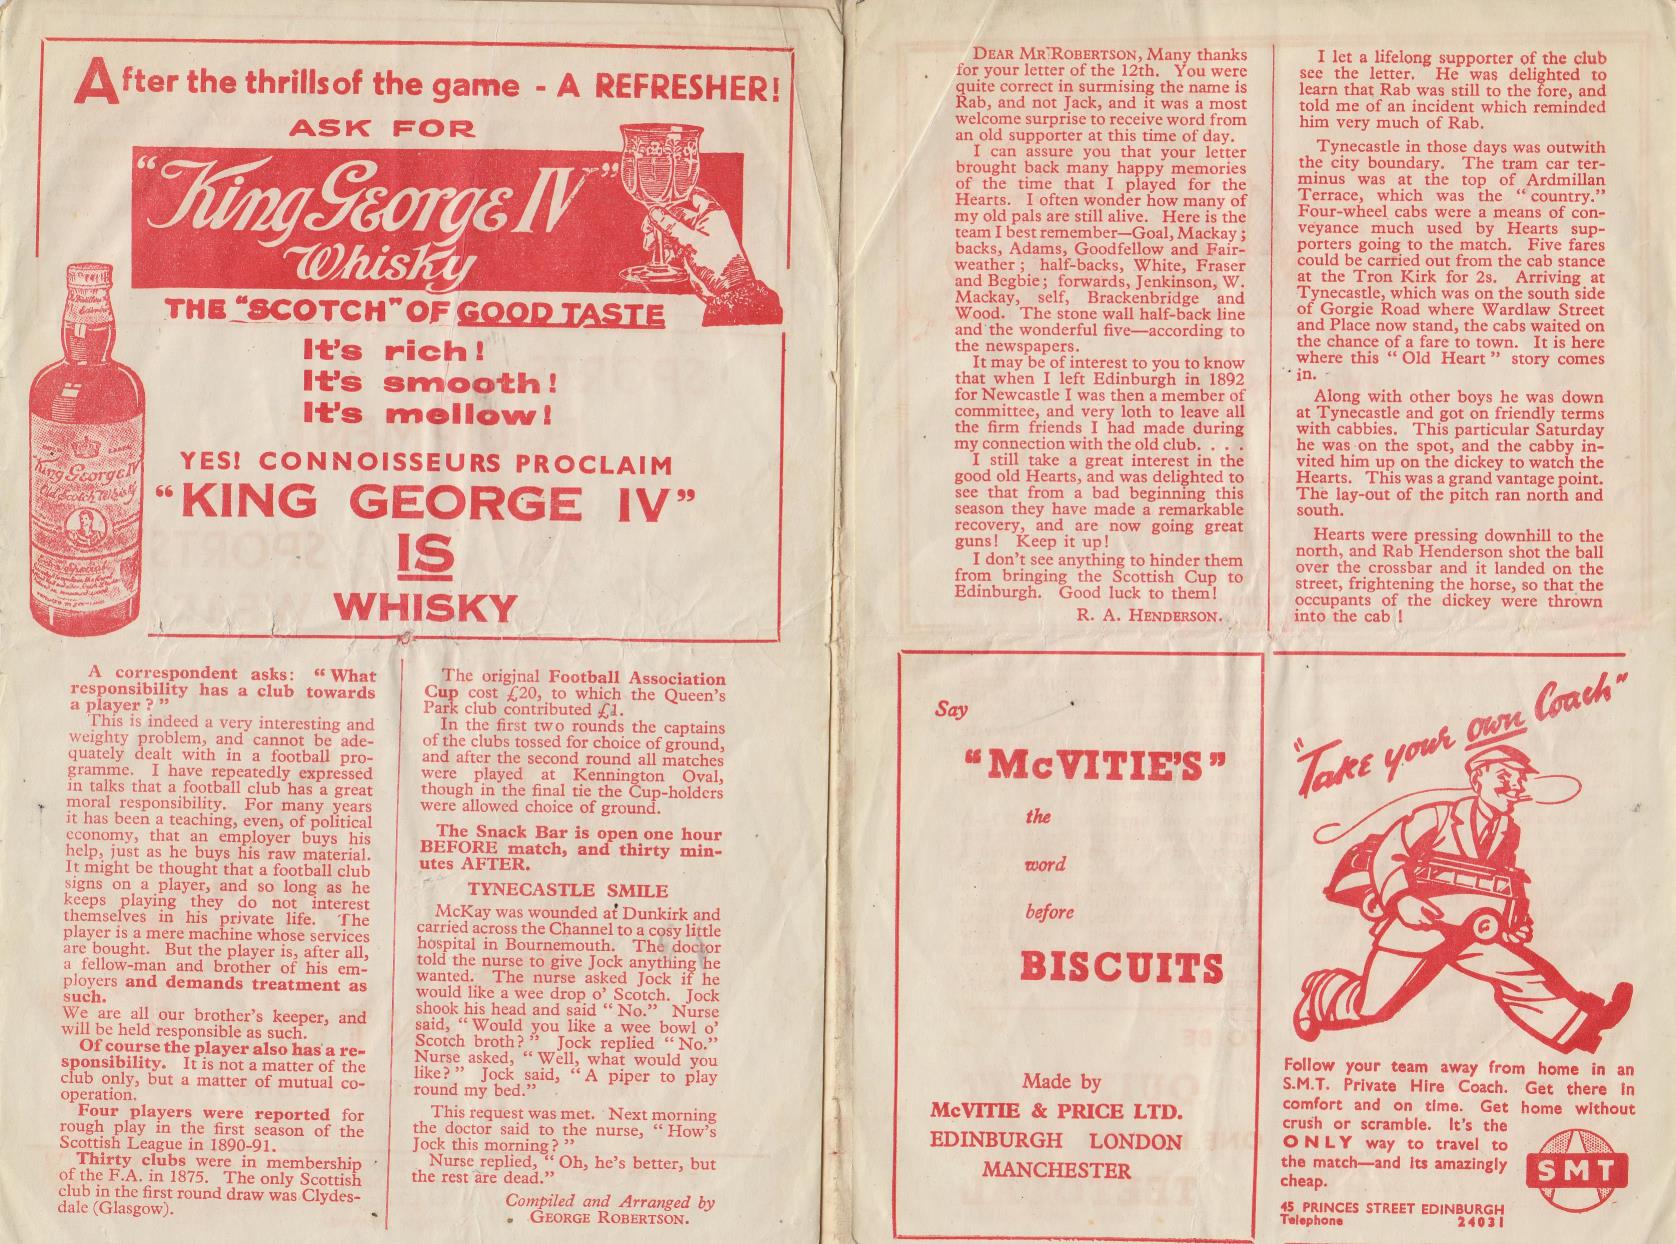 After the thrills of the game - A REFRESHER!
ASK FOR
"King George IV"
Whisky
THE "SCOTCH" OF GOOD TASTE
It's rich!
It's smooth!
It's mellow!
YES! CONNOISSEURS PROCLAIM
"KING GEORGE IV"
IS
WHISKY
King George IV
Old Scotch Whisky
A correspondent asks: "What
responsibility has a club towards
a player?"
This is indeed a very interesting and
weighty problem, and cannot be ade-
quately dealt with in a football pro-
gramme. I have repeatedly expressed
in talks that a football club has a great
moral responsibility. For many years
it has been a teaching, even, of political
economy, that an employer buys his
help, just as he buys his raw material.
It might be thought that a football club
signs on a player, and so long as he
keeps playing they do not interest
themselves in his private life. The
player is a mere machine whose services
are bought. But the player is, after all,
a fellow-man and brother of his em-
ployers and demands treatment as
such.
We are all our brother's keeper, and
will be held responsible as such.
Of course the player also has a re-
sponsibility. It is not a matter of the
club only, but a matter of mutual co-
operation.
Four players were reported for
rough play in the first season of the
Scottish League in 1890-91.
Thirty clubs were in membership
of the F.A. in 1875. The only Scottish
club in the first round draw was Clydes-
dale (Glasgow).
The original Football Association
Cup cost £20, to which the Queen's
Park club contributed £1.
In the first two rounds the captains
of the clubs tossed for choice of ground,
and after the second round all matches
were played at Kennington Oval,
though in the final tie the Cup-holders
were allowed choice of ground.
The Snack Bar is open one hour
BEFORE match, and thirty min-
utes AFTER.
TYNECASTLE SMILE
McKay was wounded at Dunkirk and
carried across the Channel to a cosy little
hospital in Bournemouth. The doctor
told the nurse to give Jock anything he
wanted. The nurse asked Jock if he
would like a wee drop o' Scotch. Jock
shook his head and said "No." Nurse
said, "Would you like a wee bowl o'
Scotch broth?" Jock replied "No."
Nurse asked, "Well, what would you
like?" Jock said, "A piper to play
round my bed."
This request was met. Next morning
the doctor said to the nurse, "How's
Jock this morning?"
Nurse replied, "Oh, he's better, but
the rest are dead."
Compiled and Arranged by
GEORGE ROBERTSON.
DEAR MR ROBERTSON, Many thanks
for your letter of the 12th. You were
quite correct in surmising the name is
Rab, and not Jack, and it was a most
welcome surprise to receive word from
an old supporter at this time of day.
I can assure you that your letter
brought back many happy memories
of the time that I played for the
Hearts. I often wonder how many of
my old pals are still alive. Here is the
team I best remember—Goal, Mackay;
backs, Adams, Goodfellow and Fair-
weather; half-backs, White, Fraser
and Begbie; forwards, Jenkinson, W.
Mackay, self, Brackenbridge and
Wood. The stone wall half-back line
and the wonderful five—according to
the newspapers.
It may be of interest to you to know
that when I left Edinburgh in 1892
for Newcastle I was then a member of
committee, and very loth to leave all
the firm friends I had made during
my connection with the old club. . . .
I still take a great interest in the
good old Hearts, and was delighted to
see that from a bad beginning this
season they have made a remarkable
recovery, and are now going great
guns! Keep it up!
I don't see anything to hinder them
from bringing the Scottish Cup to
Edinburgh. Good luck to them!
R. A. HENDERSON.
I let a lifelong supporter of the club
see the letter. He was delighted to
learn that Rab was still to the fore, and
told me of an incident which reminded
him very much of Rab.
Tynecastle in those days was outwith
the city boundary. The tram car ter-
minus was at the top of Ardmillan
Terrace, which was the "country."
Four-wheel cabs were a means of con-
veyance much used by Hearts sup-
porters going to the match. Five fares
could be carried out from the cab stance
at the Tron Kirk for 2s. Arriving at
Tynecastle, which was on the south side
of Gorgie Road where Wardlaw Street
and Place now stand, the cabs waited on
the chance of a fare to town. It is here
where this "Old Heart" story comes
in.
Along with other boys he was down
at Tynecastle and got on friendly terms
with cabbies. This particular Saturday
he was on the spot, and the cabby in-
vited him up on the dickey to watch the
Hearts. This was a grand vantage point.
The lay-out of the pitch ran north and
south.
Hearts were pressing downhill to the
north, and Rab Henderson shot the ball
over the crossbar and it landed on the
street, frightening the horse, so that the
occupants of the dickey were thrown
into the cab!
Say
"McVITIE'S"
the
word
before
BISCUITS
Made by
McVITIE & PRICE LTD.
EDINBURGH LONDON
MANCHESTER
"Take your own Coach"
Follow your team away from home in an
S.M.T. Private Hire Coach. Get there in
comfort and on time. Get home without
crush or scramble. It's the
ONLY way to travel to
the match—and its amazingly
cheap.
SMT
45 PRINCES STREET EDINBURGH
Telephone 24031